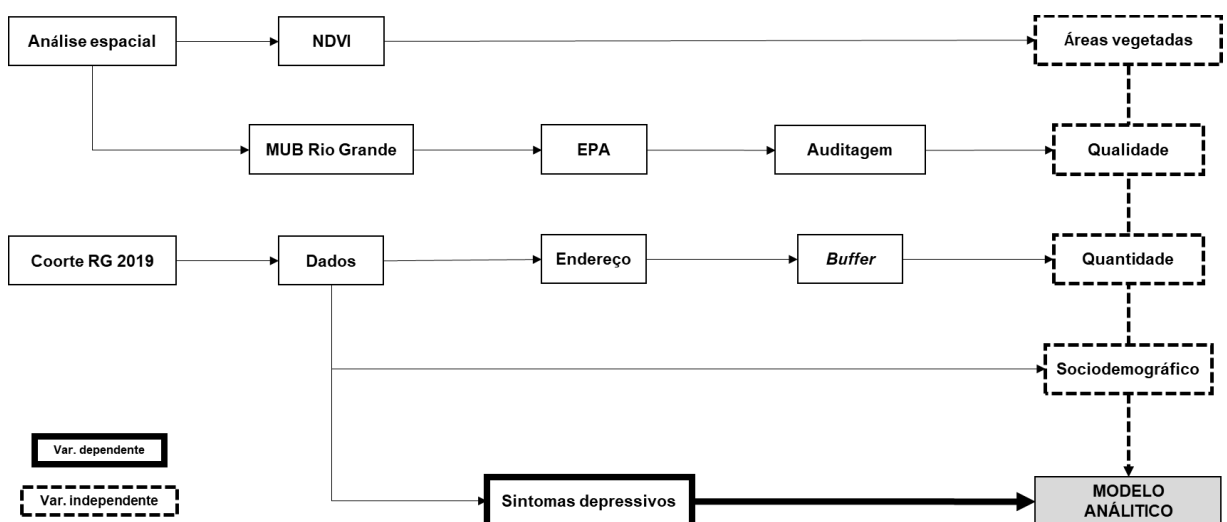 Análise espacial
NDVI
Áreas vegetadas
MUB Rio Grande
EPA
Auditagem
Qualidade
Coorte RG 2019
Dados
Endereço
Buffer
Quantidade
Sociodemográfico
Var. dependente
Var. independente
Sintomas depressivos
MODELO
ANÁLITICO